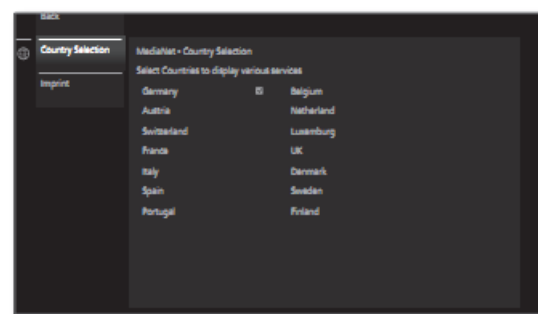 Back
Country Selection
Imprint
MediaNet • Country Selection
Select Countries to display various services
Germany
Belgium
Austria
Netherland
Switzerland
Luxemburg
France
UK
Italy
Denmark
Spain
Sweden
Portugal
Finland